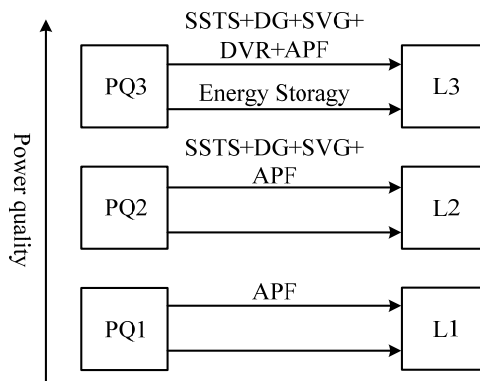 SSTS+DG+SVG+
DVR+APF
PQ3
L3
Energy Storagy
SSTS+DG+SVG+
APF
PQ2
L2
APF
PQ1
L1
Power quality